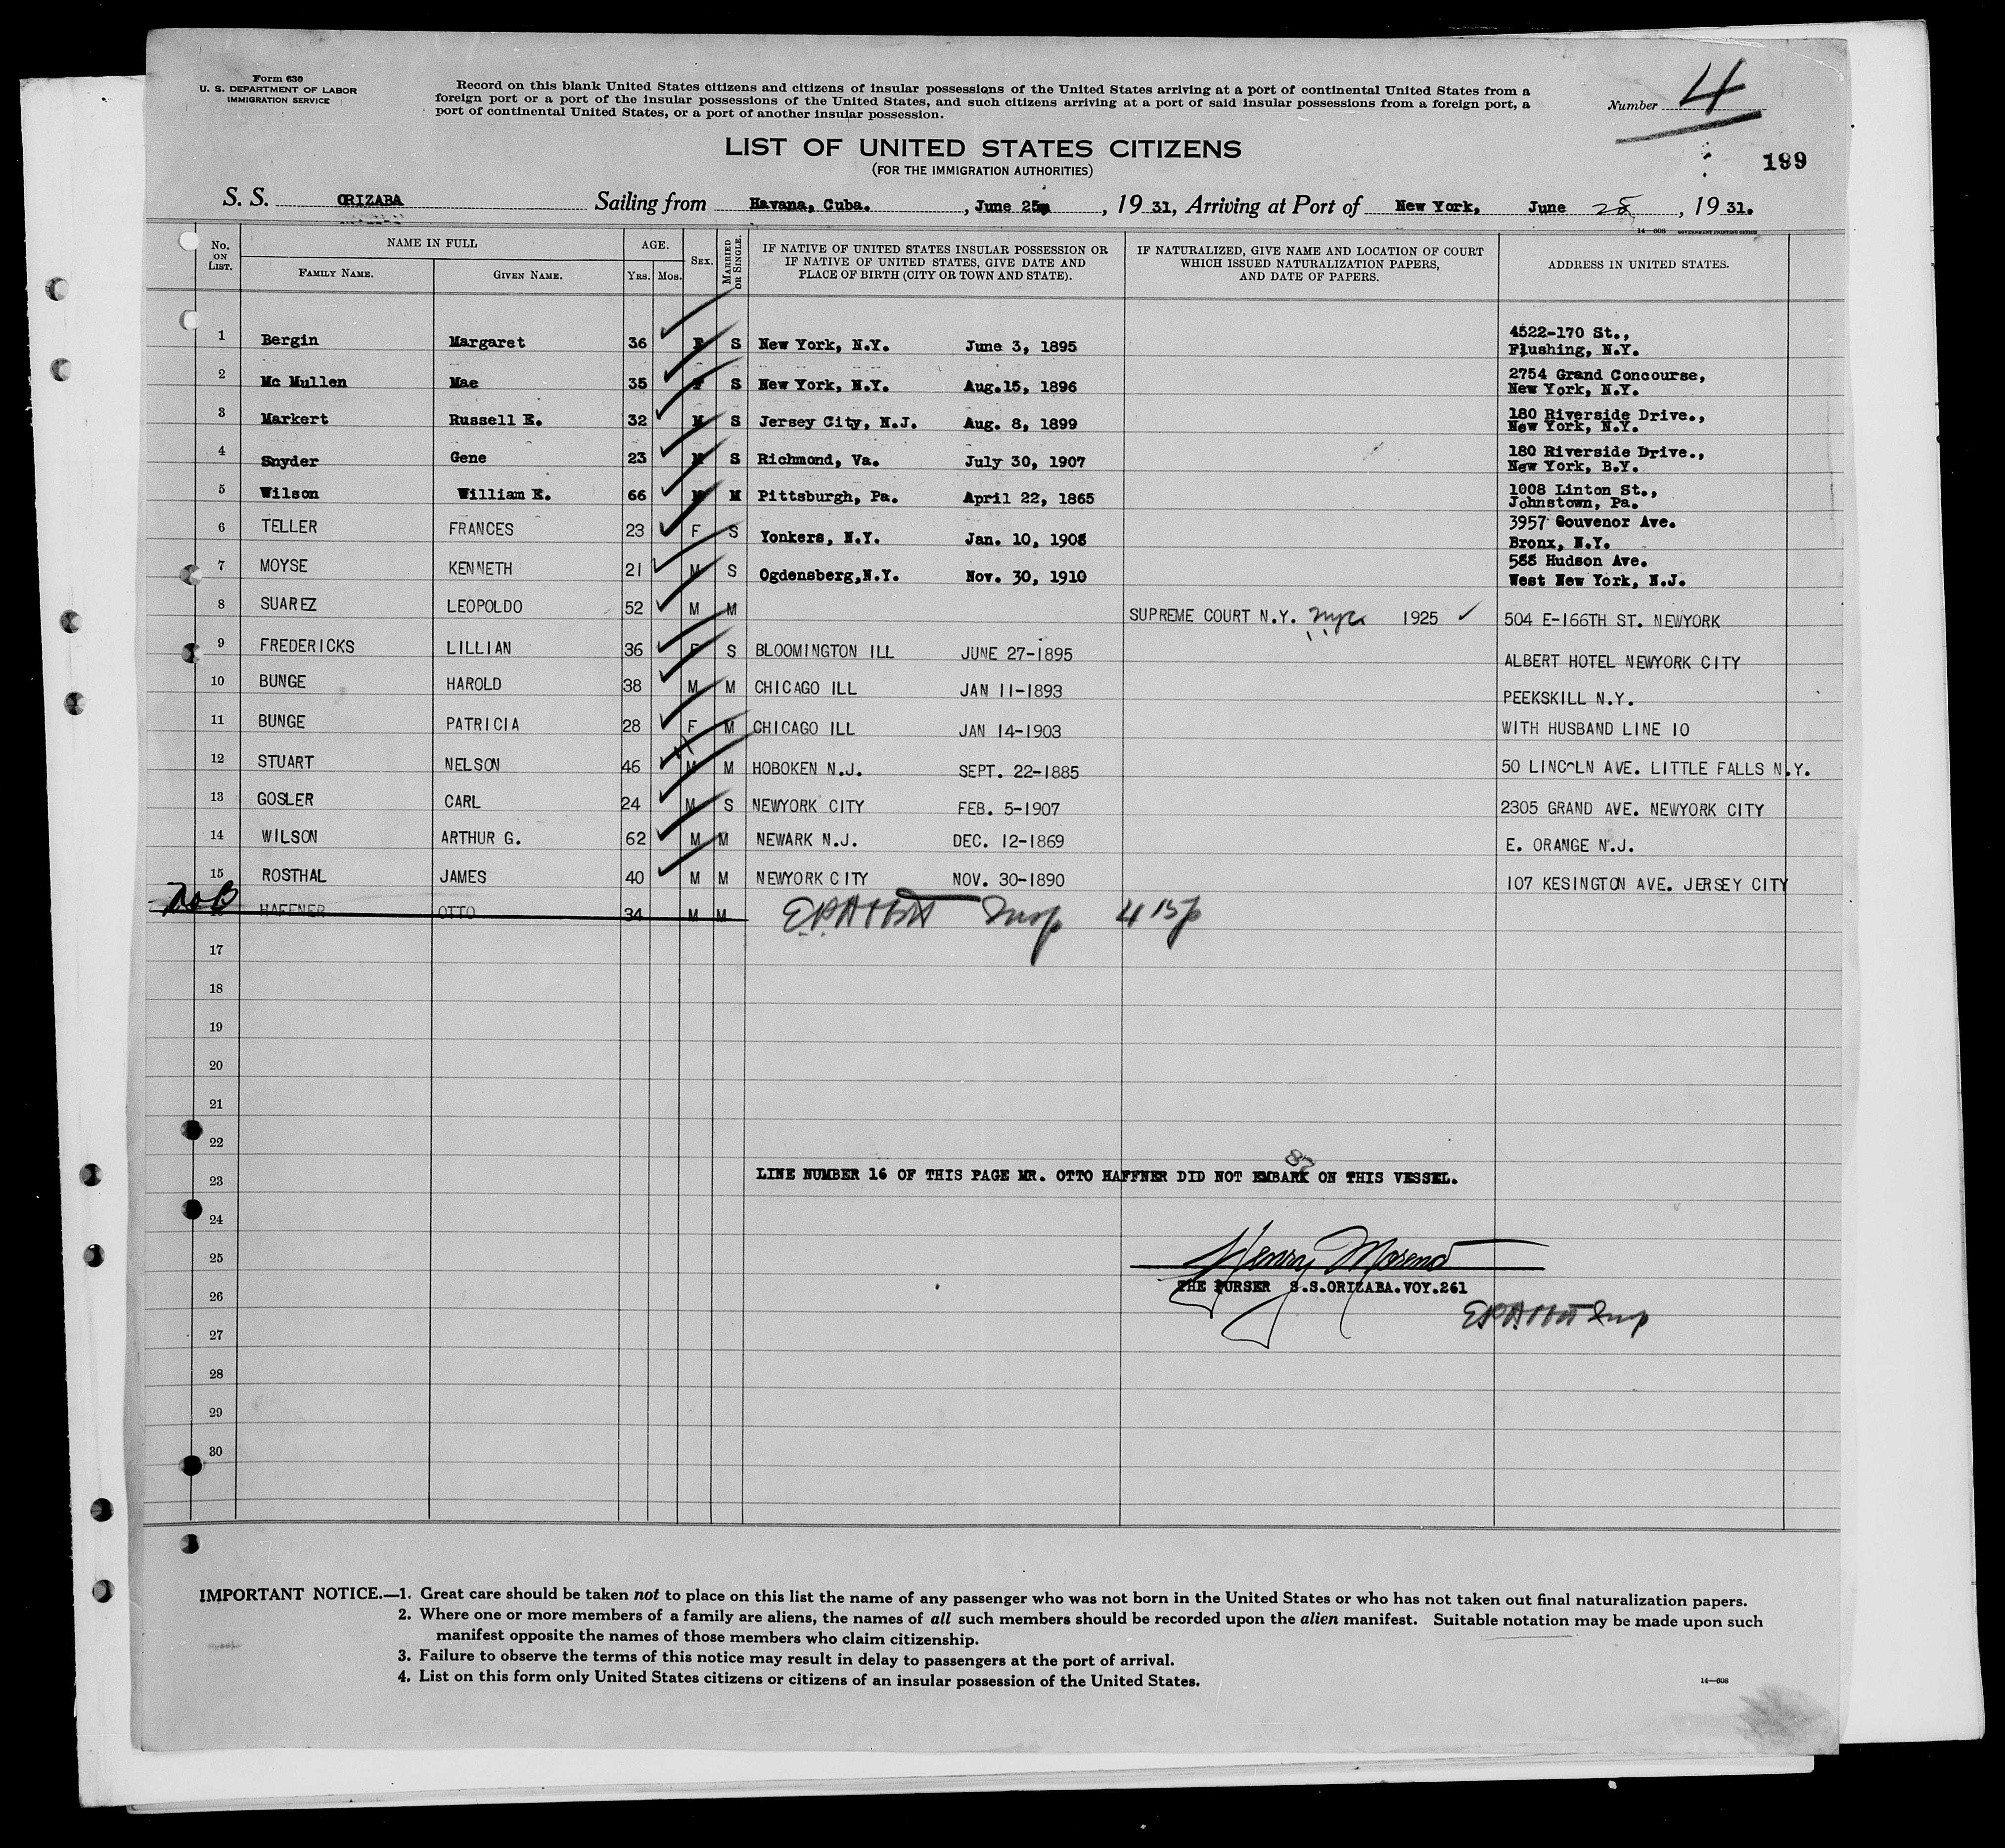 Form 630
U. S. DEPARTMENT OF LABOR
IMMIGRATION SERVICE
Record on this blank United States citizens and citizens of insular possessions of the United States arriving at a port of continental United States from a
foreign port or a port of the insular possessions of the United States, and such citizens arriving at a port of said insular possessions from a foreign port, a
port of continental United States, or a port of another insular possession.
Number 4
LIST OF UNITED STATES CITIZENS
(FOR THE IMMIGRATION AUTHORITIES)
199
S. S. ORIZABA Sailing from Havana, Cuba. , June 25 , 19 31, Arriving at Port of New York, June 28 , 19 31.
14—608 GOVERNMENT PRINTING OFFICE
No. ON LIST. NAME IN FULL FAMILY NAME. GIVEN NAME. AGE. YRS. MOS. SEX. MARRIED OR SINGLE. IF NATIVE OF UNITED STATES INSULAR POSSESSION OR IF NATIVE OF UNITED STATES, GIVE DATE AND PLACE OF BIRTH (CITY OR TOWN AND STATE). IF NATURALIZED, GIVE NAME AND LOCATION OF COURT WHICH ISSUED NATURALIZATION PAPERS, AND DATE OF PAPERS. ADDRESS IN UNITED STATES.
1 Bergin Margaret 36 F S New York, N.Y. June 3, 1895 4522-170 St., Flushing, N.Y.
2 Mc Mullen Mae 35 F S New York, N.Y. Aug.15, 1896 2754 Grand Concourse, New York, N.Y.
3 Markert Russell E. 32 M S Jersey City, N.J. Aug. 8, 1899 180 Riverside Drive., New York, N.Y.
4 Snyder Gene 23 M S Richmond, Va. July 30, 1907 180 Riverside Drive., New York, B.Y.
5 Wilson William E. 66 M M Pittsburgh, Pa. April 22, 1865 1008 Linton St., Johnstown, Pa.
6 TELLER FRANCES 23 F S Yonkers, N.Y. Jan. 10, 1908 3957 Gouvenor Ave. Bronx, N.Y.
7 MOYSE KENNETH 21 M S Ogdensberg,N.Y. Nov. 30, 1910 588 Hudson Ave. West New York, N.J.
8 SUAREZ LEOPOLDO 52 M M SUPREME COURT N.Y. nyc 1925 ✓ 504 E-166TH ST. NEWYORK
9 FREDERICKS LILLIAN 36 F S BLOOMINGTON ILL JUNE 27-1895 ALBERT HOTEL NEWYORK CITY
10 BUNGE HAROLD 38 M M CHICAGO ILL JAN 11-1893 PEEKSKILL N.Y.
11 BUNGE PATRICIA 28 F M CHICAGO ILL JAN 14-1903 WITH HUSBAND LINE 10
12 STUART NELSON 46 M M HOBOKEN N.J. SEPT. 22-1885 50 LINCOLN AVE. LITTLE FALLS N.Y.
13 GOSLER CARL 24 M S NEWYORK CITY FEB. 5-1907 2305 GRAND AVE. NEWYORK CITY
14 WILSON ARTHUR G. 62 M M NEWARK N.J. DEC. 12-1869 E. ORANGE N.J.
15 ROSTHAL JAMES 40 M M NEWYORK CITY NOV. 30-1890 107 KESINGTON AVE. JERSEY CITY
NOB 16 HAFFNER OTTO 34 M M Insp
17
18
19
20
21
22
23 LINE NUMBER 16 OF THIS PAGE MR. OTTO HAFFNER DID NOT EMBARK ON THIS VESSEL.
24
25 Henry Moreno
26 THE PURSER S.S.ORIZABA.VOY.261
Insp
27
28
29
30
IMPORTANT NOTICE.—1. Great care should be taken not to place on this list the name of any passenger who was not born in the United States or who has not taken out final naturalization papers.
2. Where one or more members of a family are aliens, the names of all such members should be recorded upon the alien manifest. Suitable notation may be made upon such
manifest opposite the names of those members who claim citizenship.
3. Failure to observe the terms of this notice may result in delay to passengers at the port of arrival.
4. List on this form only United States citizens or citizens of an insular possession of the United States.
14—608